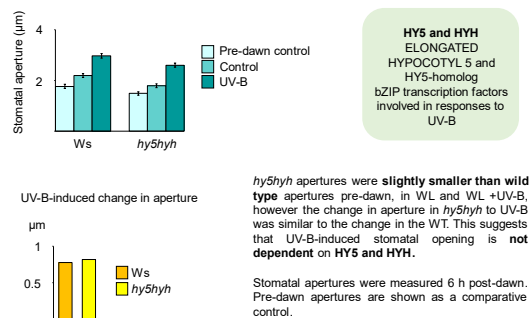 Stomatal aperture (µm)
4
2
Ws
hy5hyh
Pre-dawn control
Control
UV-B
HY5 and HYH
ELONGATED
HYPOCOTYL 5 and
HY5-homolog
bZIP transcription factors
involved in responses to
UV-B
UV-B-induced change in aperture
µm
1
0.5
Ws
hy5hyh
hy5hyh apertures were slightly smaller than wild
type apertures pre-dawn, in WL and WL +UV-B,
however the change in aperture in hy5hyh to UV-B
was similar to the change in the WT. This suggests
that UV-B-induced stomatal opening is not
dependent on HY5 and HYH.
Stomatal apertures were measured 6 h post-dawn.
Pre-dawn apertures are shown as a comparative
control.